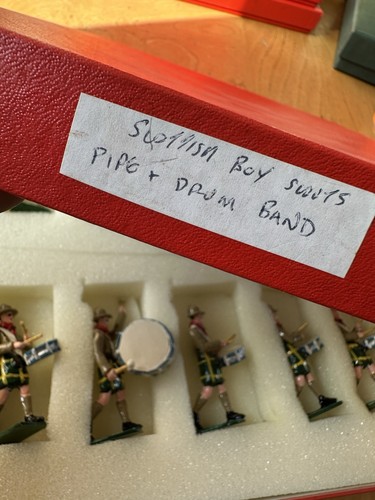 SCOTTISH BOY SCOUTS
PIPE + DRUM BAND